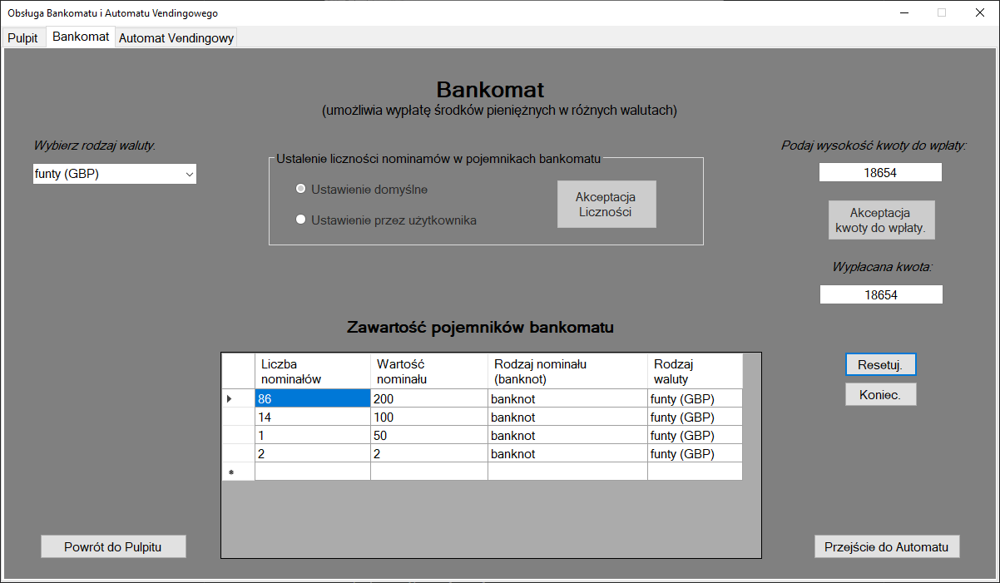 Obsługa Bankomatu i Automatu Vendingowego
Pulpit Bankomat Automat Vendingowy
Bankomat
(umożliwia wypłatę środków pieniężnych w różnych walutach)
Wybierz rodzaj waluty:
funty (GBP)
Ustalenie liczności nominamów w pojemnikach bankomatu
Ustawienie domyślne
Ustawienie przez użytkownika
Akceptacja
Liczności
Podaj wysokość kwoty do wpłaty:
18654
Akceptacja
kwoty do wpłaty.
Wypłacana kwota:
18654
Zawartość pojemników bankomatu
Liczba
nominałów
Wartość
nominału
Rodzaj nominału
(banknot)
Rodzaj
waluty
86 200 banknot funty (GBP)
14 100 banknot funty (GBP)
1 50 banknot funty (GBP)
2 2 banknot funty (GBP)
Resetuj.
Koniec.
Powrót do Pulpitu
Przejście do Automatu